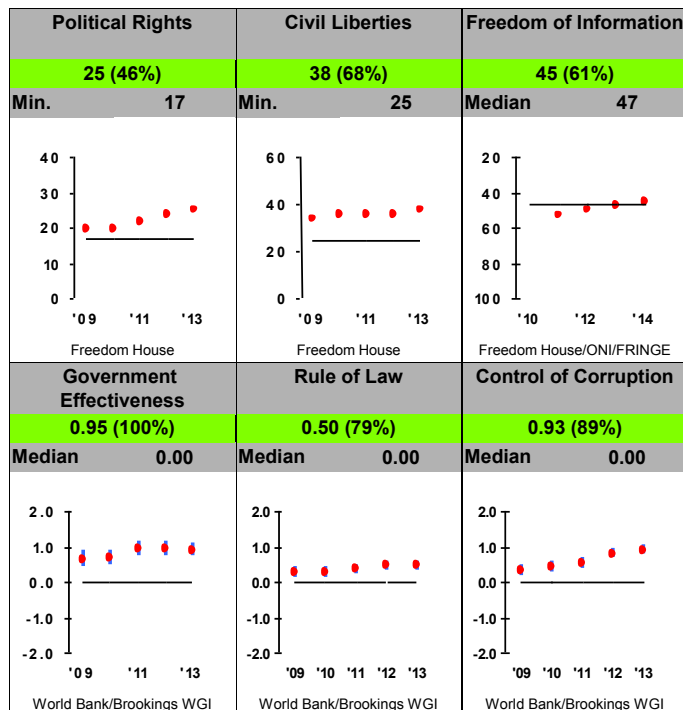 Political Rights
25 (46%)
Min. 17
40
30
20
10
0
'09 '11 '13
Freedom House
Civil Liberties
38 (68%)
Min. 25
60
40
20
0
'09 '11 '13
Freedom House
Freedom of Information
45 (61%)
Median 47
20
40
60
80
100
'10 '12 '14
Freedom House/ONI/FRINGE
Government
Effectiveness
0.95 (100%)
Median 0.00
2.0
1.0
0.0
-1.0
-2.0
'09 '11 '13
World Bank/Brookings WGI
Rule of Law
0.50 (79%)
Median 0.00
2.0
1.0
0.0
-1.0
-2.0
'09 '10 '11 '12 '13
World Bank/Brookings WGI
Control of Corruption
0.93 (89%)
Median 0.00
2.0
1.0
0.0
-1.0
-2.0
'09 '10 '11 '12 '13
World Bank/Brookings WGI